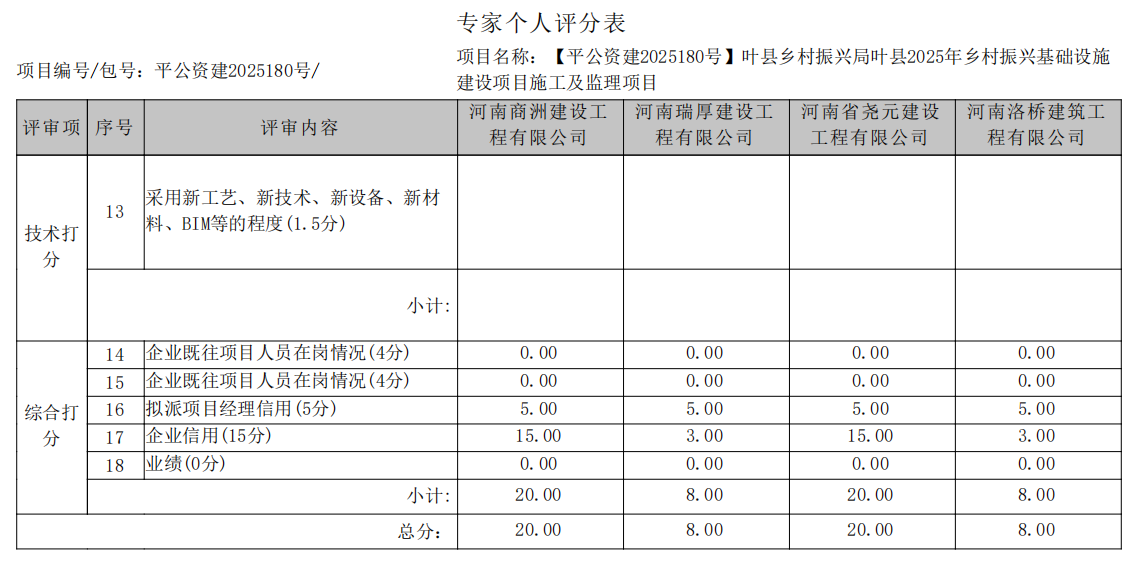 专家个人评分表
项目编号/包号：平公资建2025180号/
项目名称：【平公资建2025180号】叶县乡村振兴局叶县2025年乡村振兴基础设施
建设项目施工及监理项目
评审项 序号 评审内容 河南商洲建设工程有限公司 河南瑞厚建设工程有限公司 河南省尧元建设工程有限公司 河南洛桥建筑工程有限公司
技术打分
13 采用新工艺、新技术、新设备、新材
料、BIM等的程度(1.5分)
小计:
综合打分
14 企业既往项目人员在岗情况(4分) 0.00 0.00 0.00 0.00
15 企业既往项目人员在岗情况(4分) 0.00 0.00 0.00 0.00
16 拟派项目经理信用(5分) 5.00 5.00 5.00 5.00
17 企业信用(15分) 15.00 3.00 15.00 3.00
18 业绩(0分) 0.00 0.00 0.00 0.00
小计: 20.00 8.00 20.00 8.00
总分： 20.00 8.00 20.00 8.00